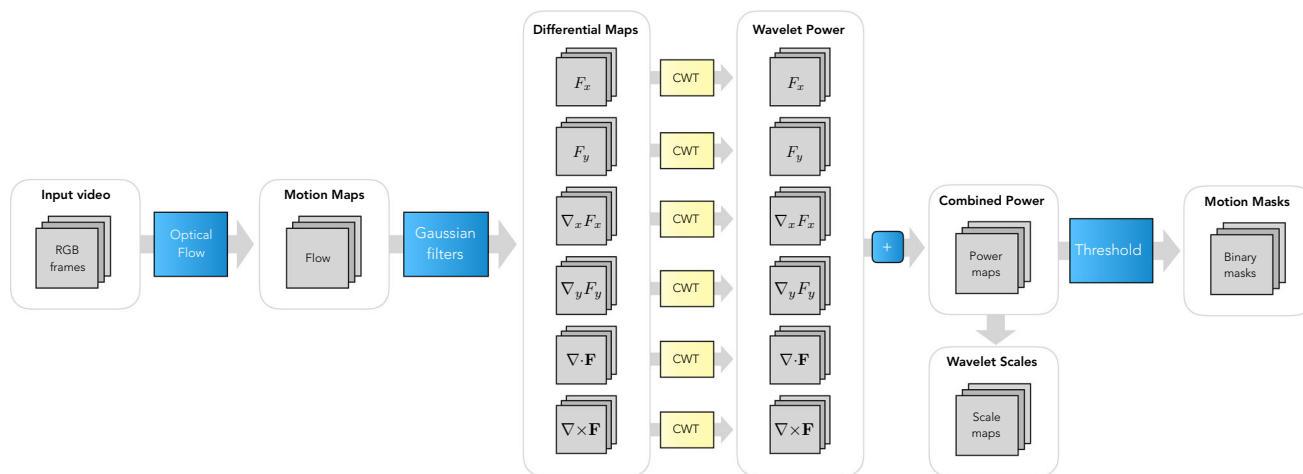 Input video
RGB
frames
Optical
Flow
Motion Maps
Flow
Gaussian
filters
Differential Maps
F_x
F_y
∇_x F_x
∇_y F_y
∇·F
∇×F
CWT
CWT
CWT
CWT
CWT
CWT
Wavelet Power
F_x
F_y
∇_x F_x
∇_y F_y
∇·F
∇×F
+
Combined Power
Power
maps
Wavelet Scales
Scale
maps
Threshold
Motion Masks
Binary
masks